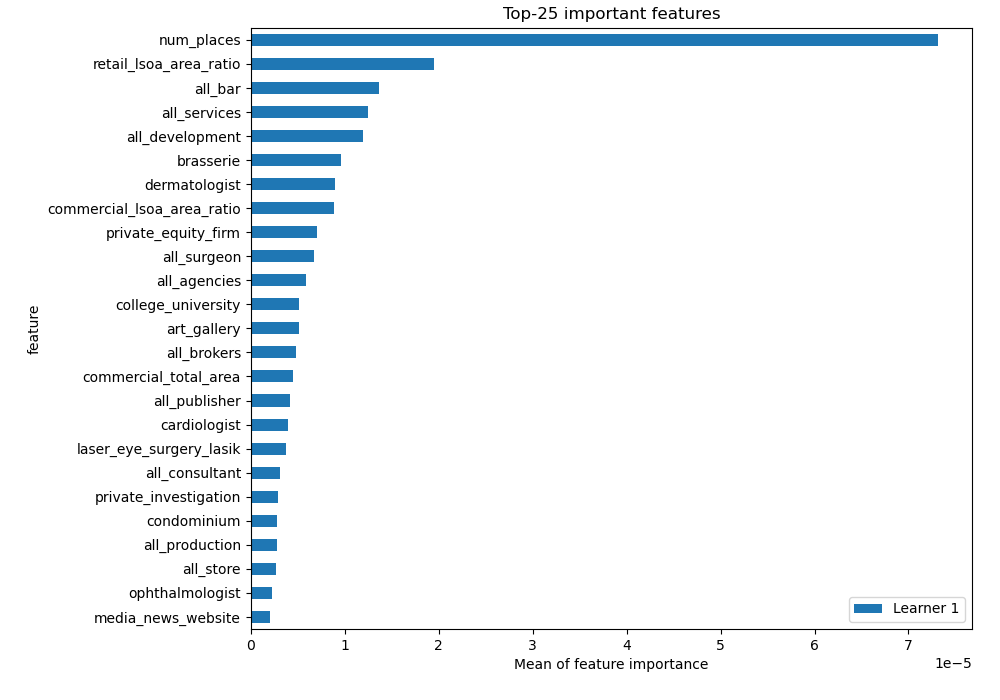 Top-25 important features
num_places
retail_lsoa_area_ratio
all_bar
all_services
all_development
brasserie
dermatologist
commercial_lsoa_area_ratio
private_equity_firm
all_surgeon
all_agencies
college_university
art_gallery
all_brokers
commercial_total_area
all_publisher
cardiologist
laser_eye_surgery_lasik
all_consultant
private_investigation
condominium
all_production
all_store
ophthalmologist
media_news_website
feature
Learner 1
0 1 2 3 4 5 6 7
1e−5
Mean of feature importance